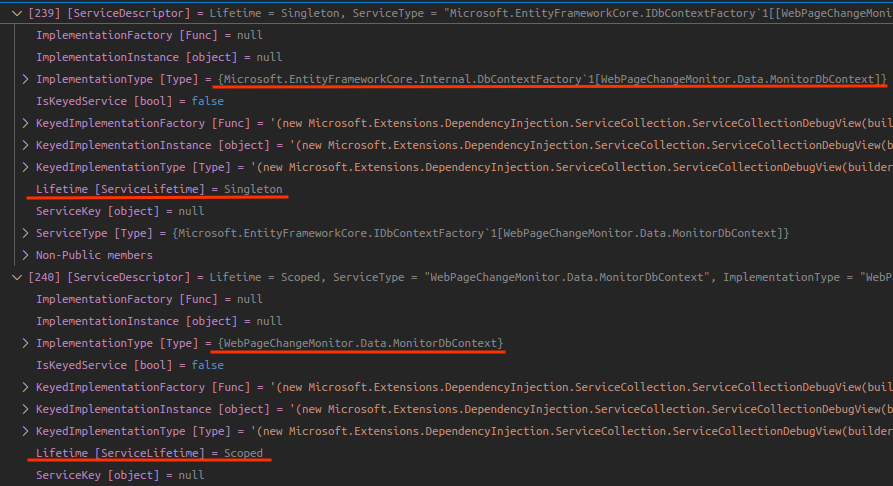 [239] [ServiceDescriptor] = Lifetime = Singleton, ServiceType = "Microsoft.EntityFrameworkCore.IDbContextFactory`1[[WebPageChangeMoni
ImplementationFactory [Func] = null
ImplementationInstance [object] = null
ImplementationType [Type] = {Microsoft.EntityFrameworkCore.Internal.DbContextFactory`1[WebPageChangeMonitor.Data.MonitorDbContext]}
IsKeyedService [bool] = false
KeyedImplementationFactory [Func] = '(new Microsoft.Extensions.DependencyInjection.ServiceCollection.ServiceCollectionDebugView(buil
KeyedImplementationInstance [object] = '(new Microsoft.Extensions.DependencyInjection.ServiceCollection.ServiceCollectionDebugView(b
KeyedImplementationType [Type] = '(new Microsoft.Extensions.DependencyInjection.ServiceCollection.ServiceCollectionDebugView(builder
Lifetime [ServiceLifetime] = Singleton
ServiceKey [object] = null
ServiceType [Type] = {Microsoft.EntityFrameworkCore.IDbContextFactory`1[WebPageChangeMonitor.Data.MonitorDbContext]}
Non-Public members
[240] [ServiceDescriptor] = Lifetime = Scoped, ServiceType = "WebPageChangeMonitor.Data.MonitorDbContext", ImplementationType = "WebP
ImplementationFactory [Func] = null
ImplementationInstance [object] = null
ImplementationType [Type] = {WebPageChangeMonitor.Data.MonitorDbContext}
IsKeyedService [bool] = false
KeyedImplementationFactory [Func] = '(new Microsoft.Extensions.DependencyInjection.ServiceCollection.ServiceCollectionDebugView(buil
KeyedImplementationInstance [object] = '(new Microsoft.Extensions.DependencyInjection.ServiceCollection.ServiceCollectionDebugView(b
KeyedImplementationType [Type] = '(new Microsoft.Extensions.DependencyInjection.ServiceCollection.ServiceCollectionDebugView(builder
Lifetime [ServiceLifetime] = Scoped
ServiceKey [object] = null